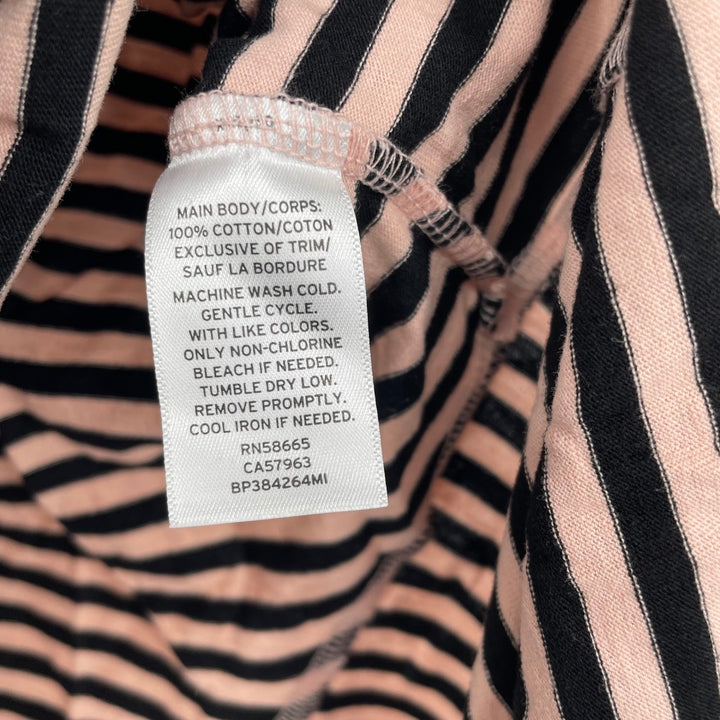 MAIN BODY/CORPS:
100% COTTON/COTON
EXCLUSIVE OF TRIM/
SAUF LA BORDURE
MACHINE WASH COLD.
GENTLE CYCLE.
WITH LIKE COLORS.
ONLY NON-CHLORINE
BLEACH IF NEEDED.
TUMBLE DRY LOW.
REMOVE PROMPTLY.
COOL IRON IF NEEDED.
RN58665
CA57963
BP384264MI